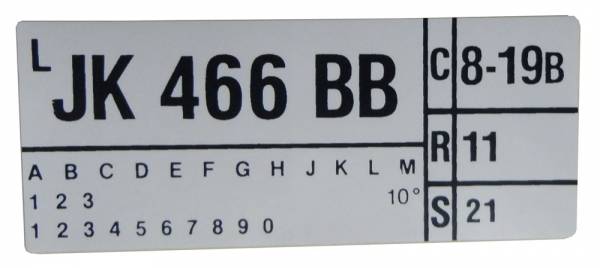 L JK 466 BB
A B C D E F G H J K L M
1 2 3 10°
1 2 3 4 5 6 7 8 9 0
C 8-19B
R 11
S 21